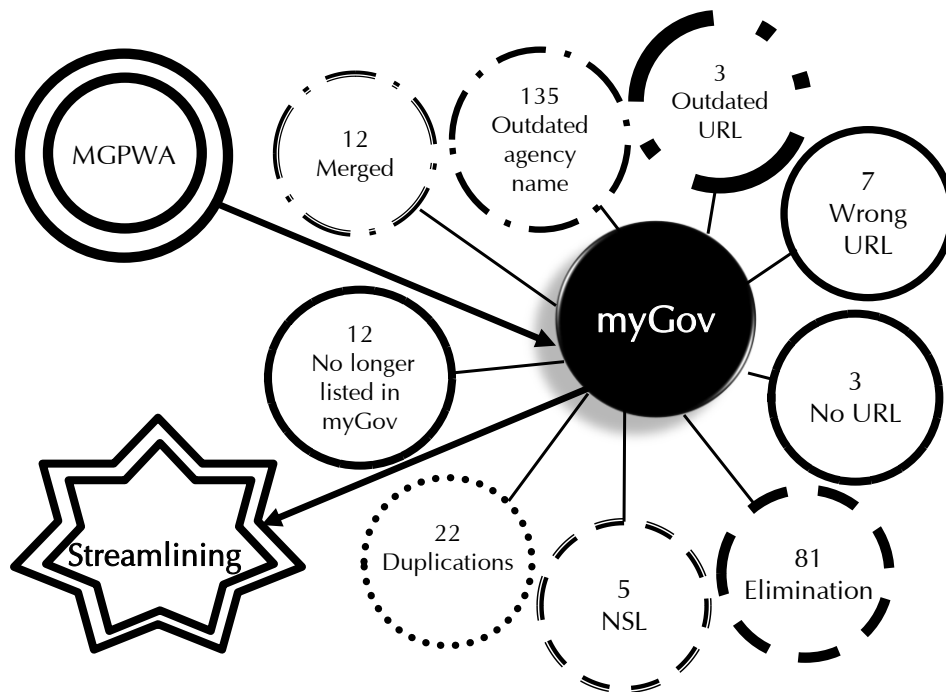 MGPWA
12
Merged
135
Outdated
agency
name
3
Outdated
URL
7
Wrong
URL
myGov
12
No longer
listed in
myGov
3
No URL
Streamlining
22
Duplications
5
NSL
81
Elimination